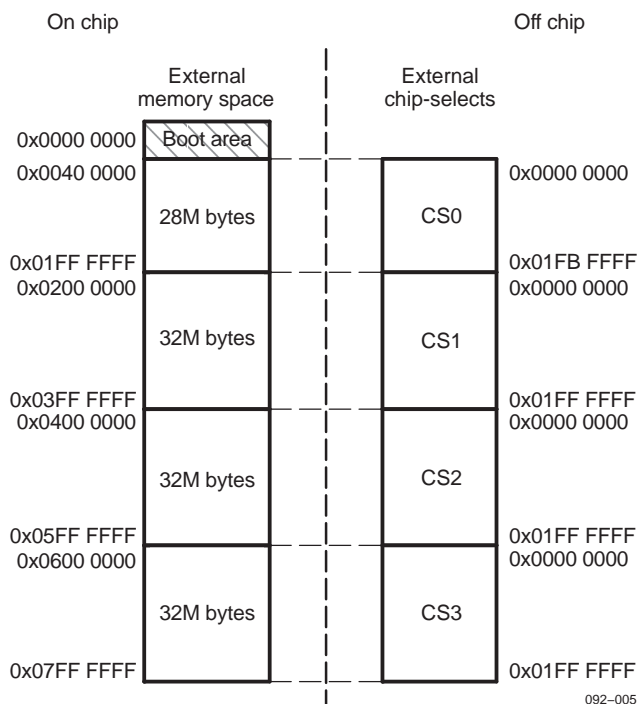 On chip
Off chip
External
memory space
External
chip-selects
0x0000 0000
Boot area
0x0040 0000
0x0000 0000
28M bytes
CS0
0x01FF FFFF
0x01FB FFFF
0x0200 0000
0x0000 0000
32M bytes
CS1
0x03FF FFFF
0x01FF FFFF
0x0400 0000
0x0000 0000
32M bytes
CS2
0x05FF FFFF
0x01FF FFFF
0x0600 0000
0x0000 0000
32M bytes
CS3
0x07FF FFFF
0x01FF FFFF
092–005